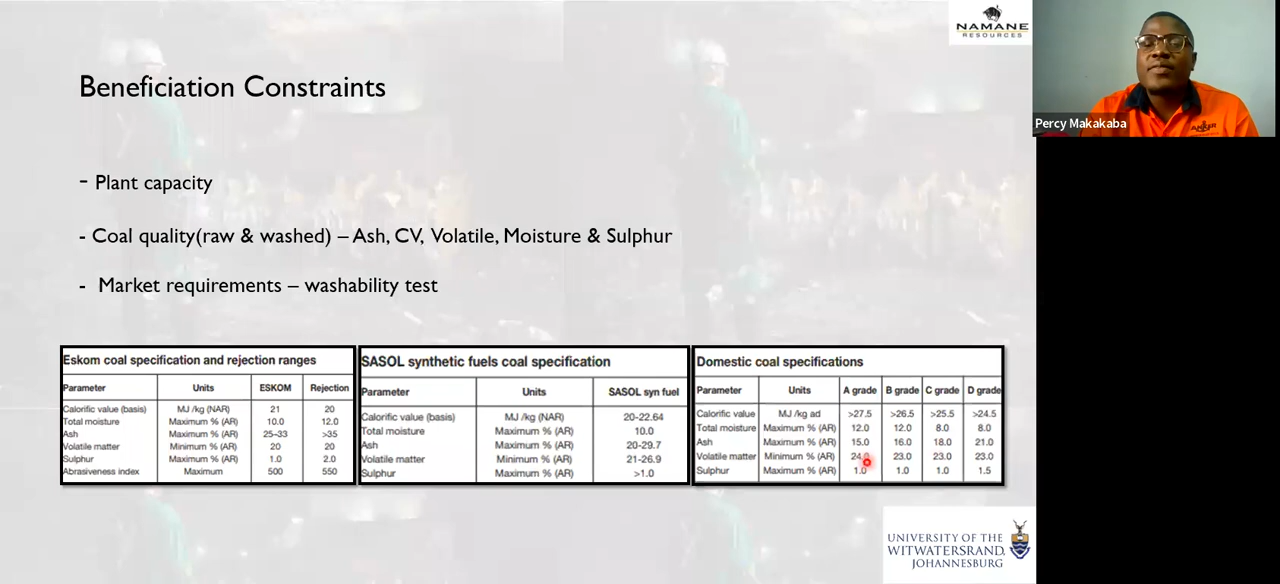 NAMANE
RESOURCES
Percy Makakaba
Beneficiation Constraints
- Plant capacity
- Coal quality(raw & washed) – Ash, CV, Volatile, Moisture & Sulphur
- Market requirements – washability test
Eskom coal specification and rejection ranges
Parameter Units ESKOM Rejection
Calorific value (basis) MJ /kg (NAR) 21 20
Total moisture Maximum % (AR) 10.0 12.0
Ash Maximum % (AR) 25–33 >35
Volatile matter Minimum % (AR) 20 20
Sulphur Maximum % (AR) 1.0 2.0
Abrasiveness index Maximum 500 550
SASOL synthetic fuels coal specification
Parameter Units SASOL syn fuel
Calorific value (basis) MJ /kg (NAR) 20-22.64
Total moisture Maximum % (AR) 10.0
Ash Maximum % (AR) 20-29.7
Volatile matter Minimum % (AR) 21-26.9
Sulphur Maximum % (AR) >1.0
Domestic coal specifications
Parameter Units A grade B grade C grade D grade
Calorific value MJ /kg ad >27.5 >26.5 >25.5 >24.5
Total moisture Maximum % (AR) 12.0 12.0 8.0 8.0
Ash Maximum % (AR) 15.0 16.0 18.0 21.0
Volatile matter Minimum % (AR) 23.0 23.0 23.0
Sulphur Maximum % (AR) 1.0 1.0 1.0 1.5
UNIVERSITY OF THE
WITWATERSRAND,
JOHANNESBURG